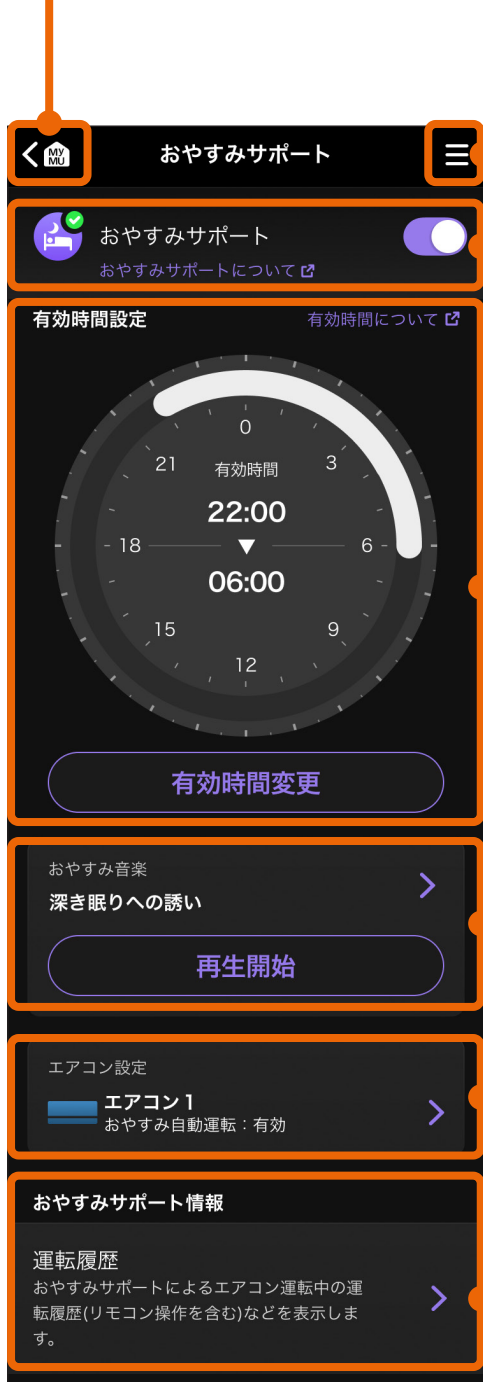 MY
MU
おやすみサポート
おやすみサポート
おやすみサポートについて
有効時間設定
有効時間について
0
21
有効時間
3
22:00
18
6
06:00
15
9
12
有効時間変更
おやすみ音楽
深き眠りへの誘い
再生開始
エアコン設定
エアコン1
おやすみ自動運転：有効
おやすみサポート情報
運転履歴
おやすみサポートによるエアコン運転中の運
転履歴(リモコン操作を含む)などを表示しま
す。